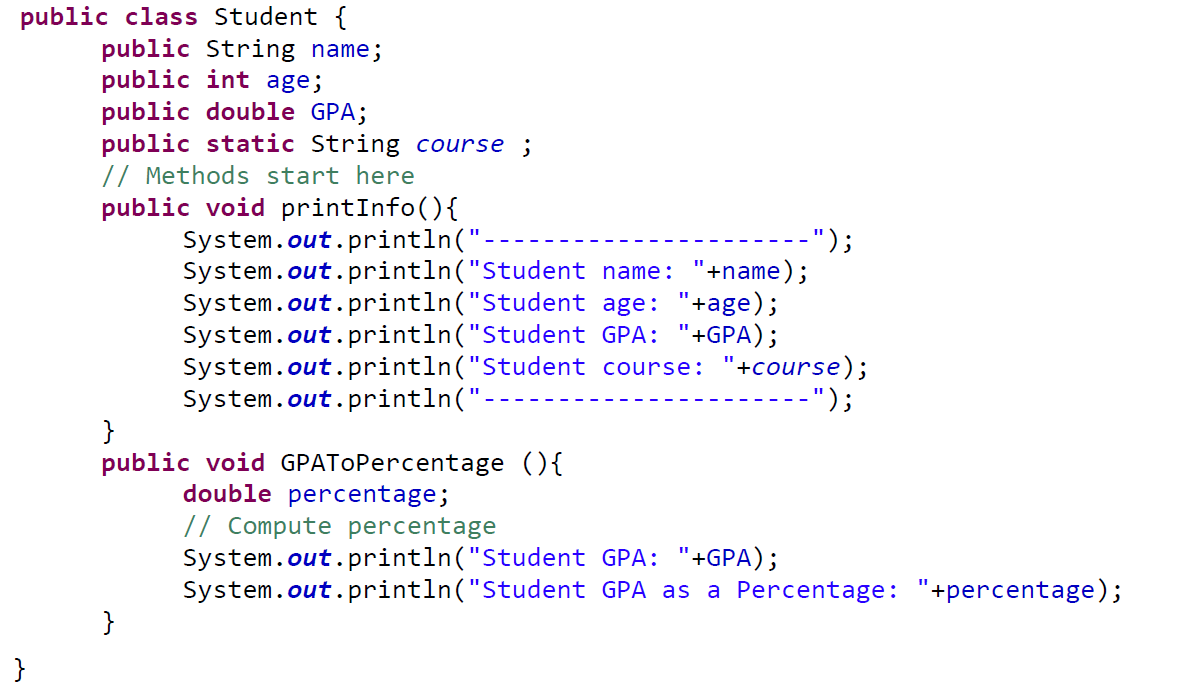 public class Student {
public String name;
public int age;
public double GPA;
public static String course ;
// Methods start here
public void printInfo(){
System.out.println("----------------------");
System.out.println("Student name: "+name);
System.out.println("Student age: "+age);
System.out.println("Student GPA: "+GPA);
System.out.println("Student course: "+course);
System.out.println("----------------------");
}
public void GPAToPercentage (){
double percentage;
// Compute percentage
System.out.println("Student GPA: "+GPA);
System.out.println("Student GPA as a Percentage: "+percentage);
}
}